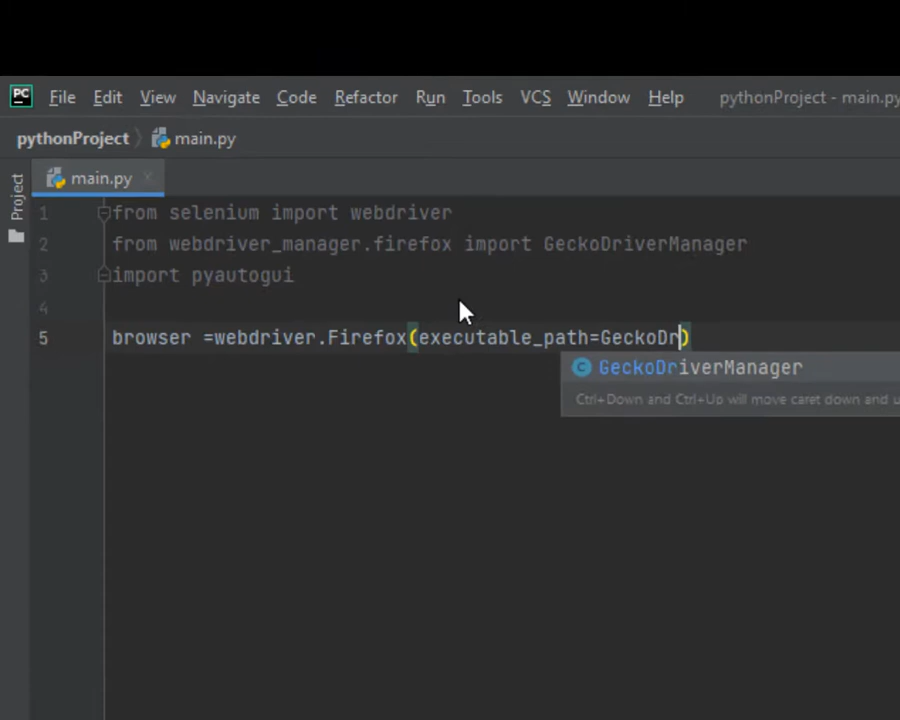 PC File Edit View Navigate Code Refactor Run Tools VCS Window Help pythonProject - main.py
pythonProject main.py
main.py
Project
1 from selenium import webdriver
2 from webdriver_manager.firefox import GeckoDriverManager
3 import pyautogui
4
5 browser =webdriver.Firefox(executable_path=GeckoDr)
GeckoDriverManager
Ctrl+Down and Ctrl+Up will move caret down and u